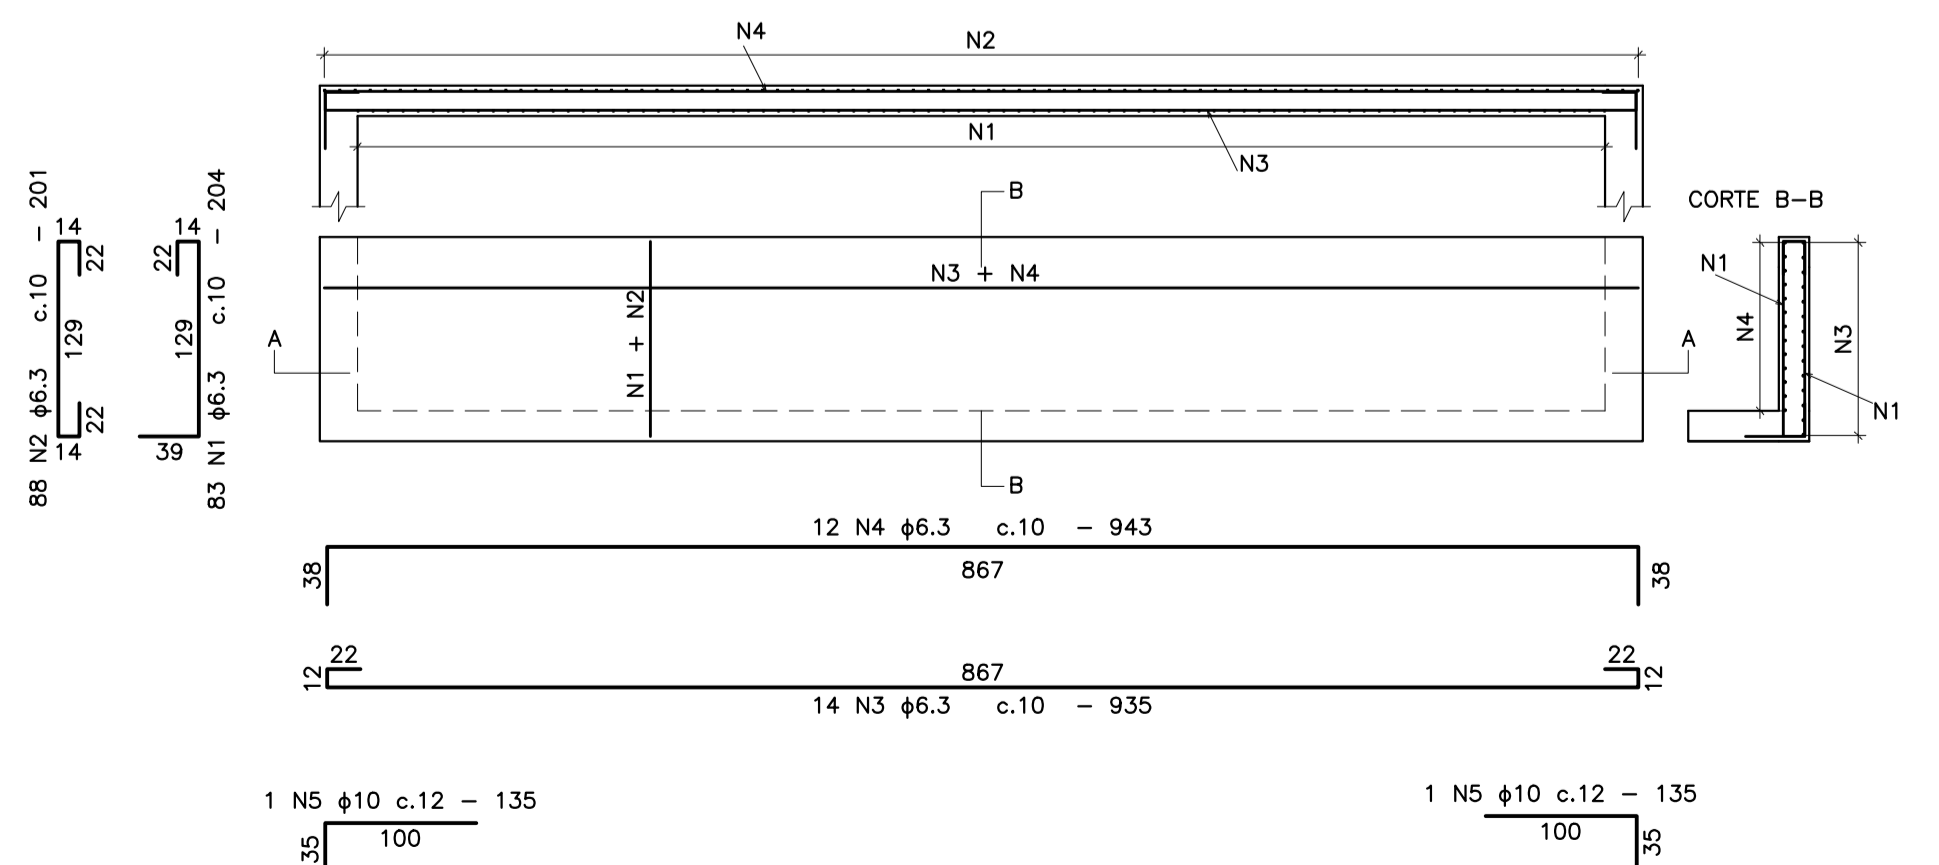 N4
N2
N1
N3
B
CORTE B-B
88 N2 ϕ6.3 c.10 - 201
14
22
129
22
14
83 N1 ϕ6.3 c.10 - 204
14
22
129
39
N3 + N4
N1 + N2
A
A
B
N1
N4
N3
N1
12 N4 ϕ6.3 c.10 - 943
38
867
38
22
12
867
22
12
14 N3 ϕ6.3 c.10 - 935
1 N5 ϕ10 c.12 - 135
35
100
1 N5 ϕ10 c.12 - 135
100
35